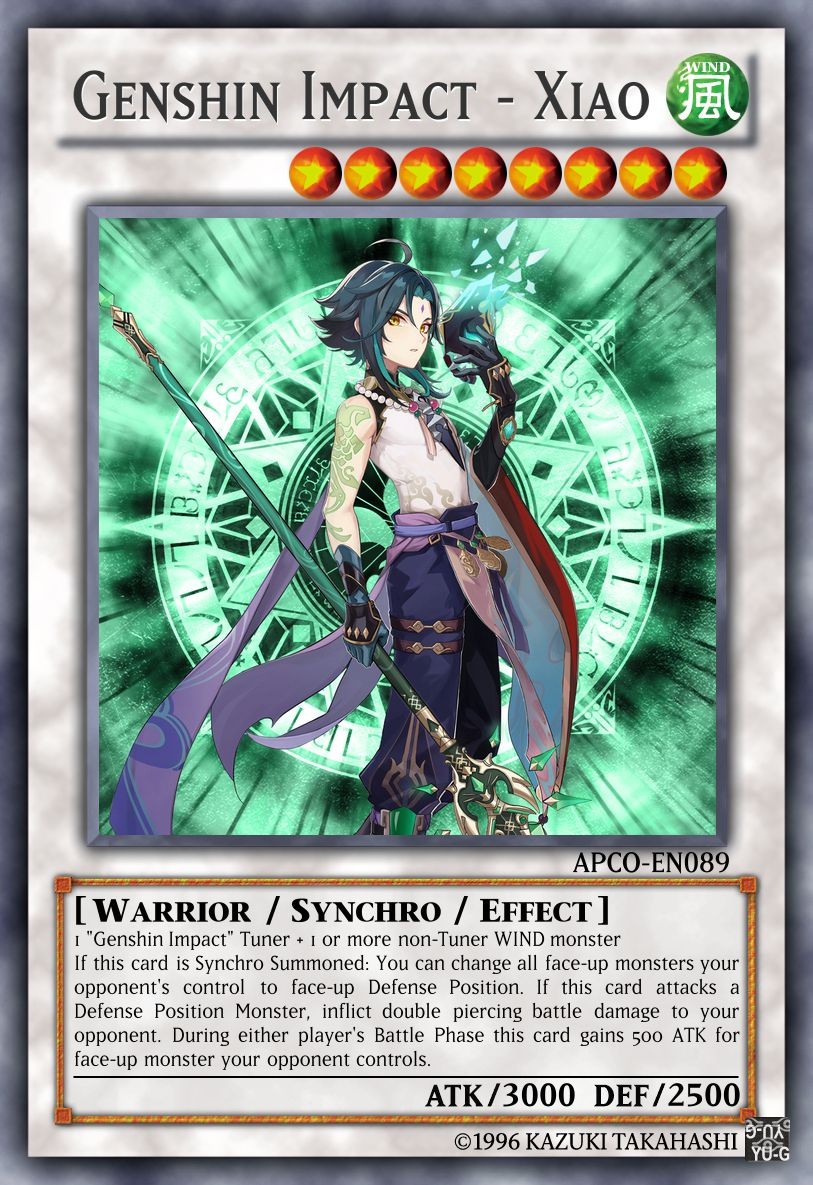 Genshin Impact - Xiao
WIND
風
APCO-EN089
[ Warrior / Synchro / Effect ]
1 "Genshin Impact" Tuner + 1 or more non-Tuner WIND monster
If this card is Synchro Summoned: You can change all face-up monsters your
opponent's control to face-up Defense Position. If this card attacks a
Defense Position Monster, inflict double piercing battle damage to your
opponent. During either player's Battle Phase this card gains 500 ATK for
face-up monster your opponent controls.
ATK/3000 DEF/2500
©1996 KAZUKI TAKAHASHI
YU-G
YU-G